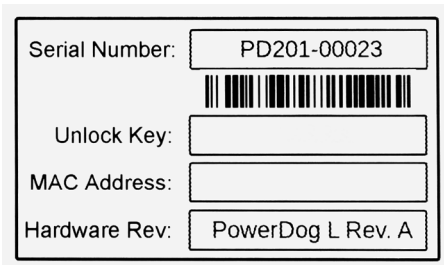 Serial Number: PD201-00023
Unlock Key:
MAC Address:
Hardware Rev: PowerDog L Rev. A